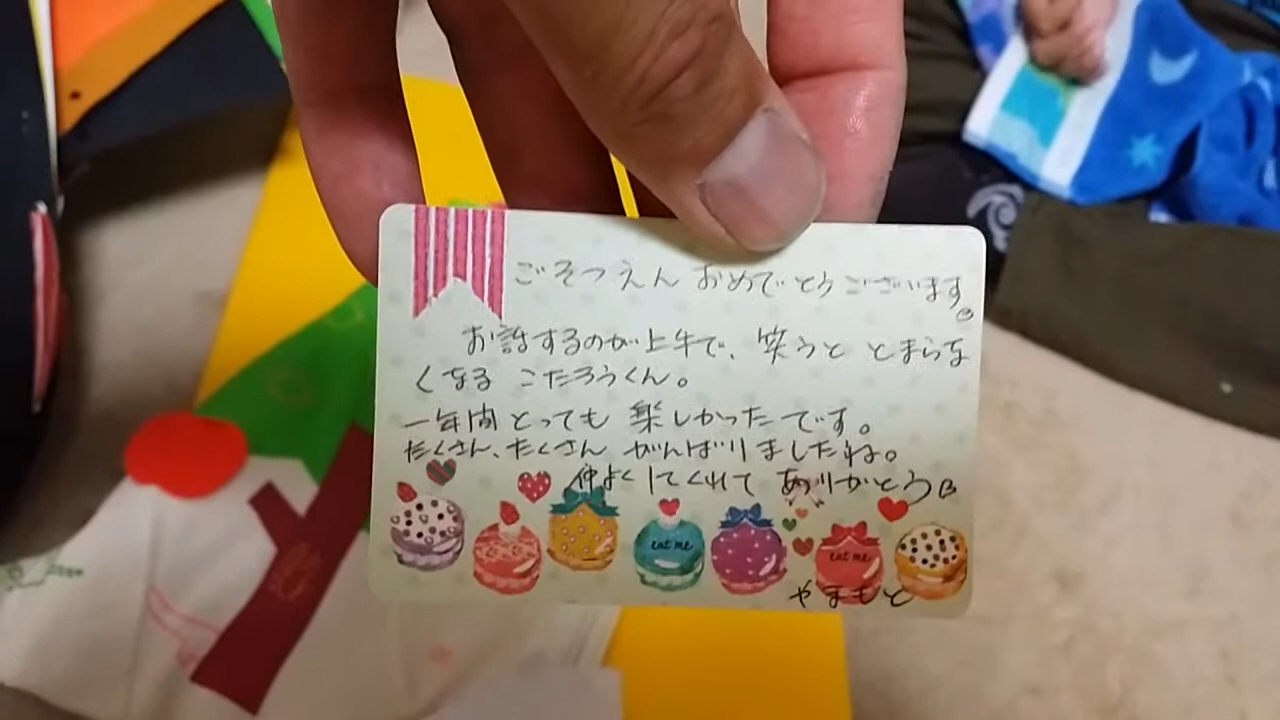 ごそつえん おめでとうございます。
お話するのが上手で、笑うと とまらな
くなる こたろうくん。
一年間とっても 楽しかったです。
たくさん、たくさん がんばりましたね。
仲よくしてくれて ありがとう
eat me
eat me
やまもと